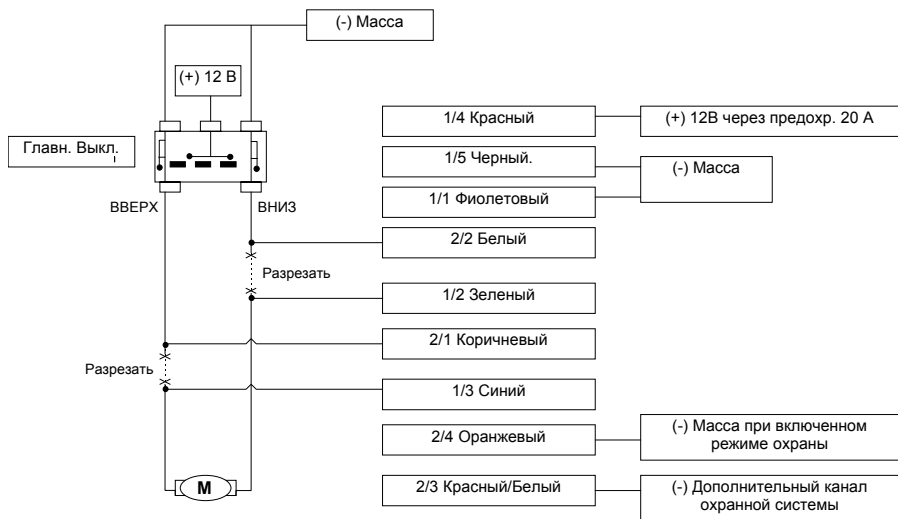 (-) Масса
(+) 12 В
Главн. Выкл.
ВВЕРХ
ВНИЗ
Разрезать
Разрезать
М
1/4 Красный
(+) 12В через предохр. 20 А
1/5 Черный.
(-) Масса
1/1 Фиолетовый
2/2 Белый
1/2 Зеленый
2/1 Коричневый
1/3 Синий
2/4 Оранжевый
(-) Масса при включенном
режиме охраны
2/3 Красный/Белый
(-) Дополнительный канал
охранной системы